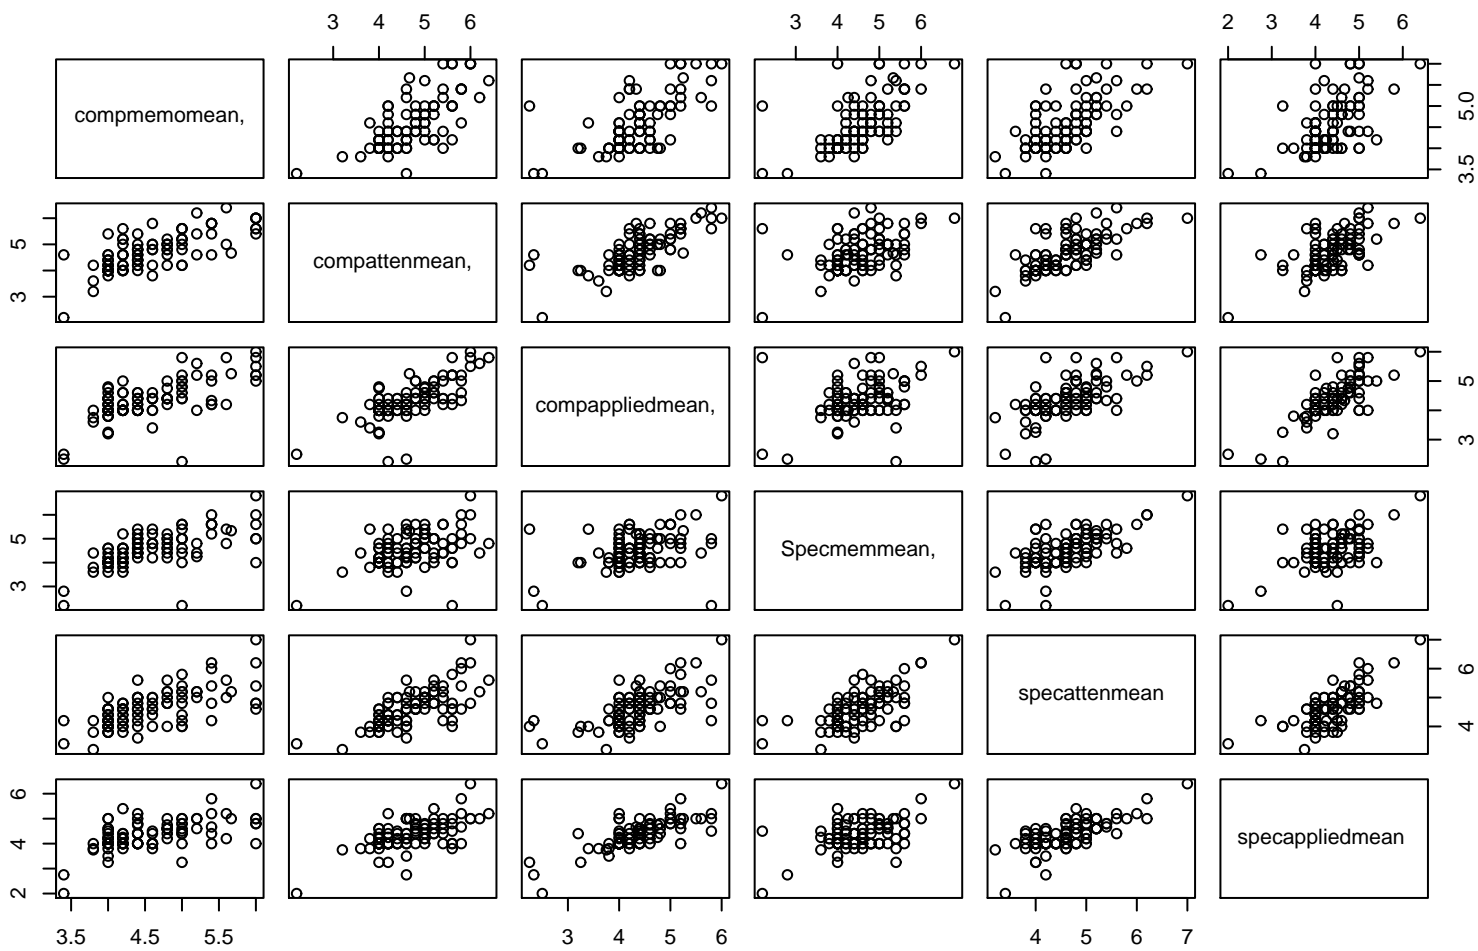 3 4 5 6 3 4 5 6 2 3 4 5 6
compmemomean,
3.5 5.0
3 5
compattenmean,
compappliedmean,
3 5
3 5
Specmemmean,
specattenmean
4 6
2 4 6
specappliedmean
3.5 4.5 5.5 3 4 5 6 4 5 6 7